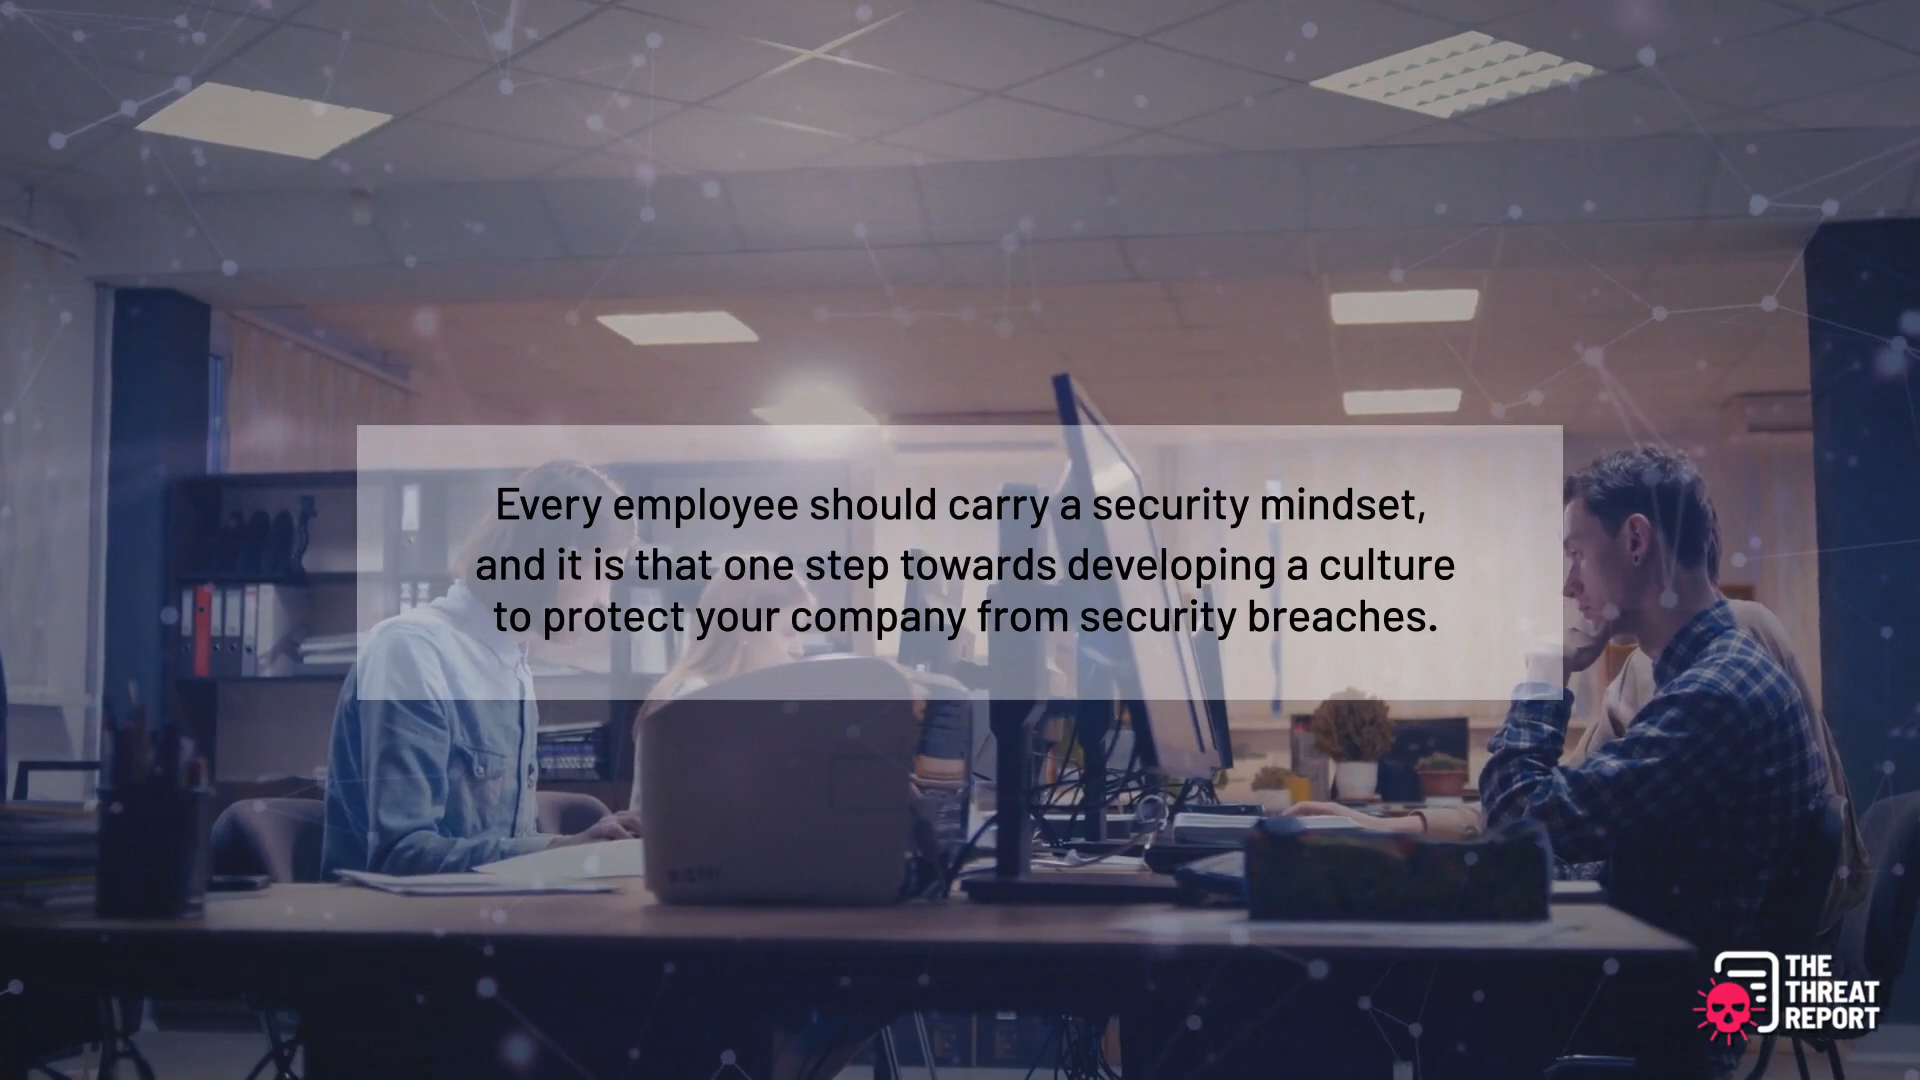 Every employee should carry a security mindset,
and it is that one step towards developing a culture
to protect your company from security breaches.
THE
THREAT
REPORT